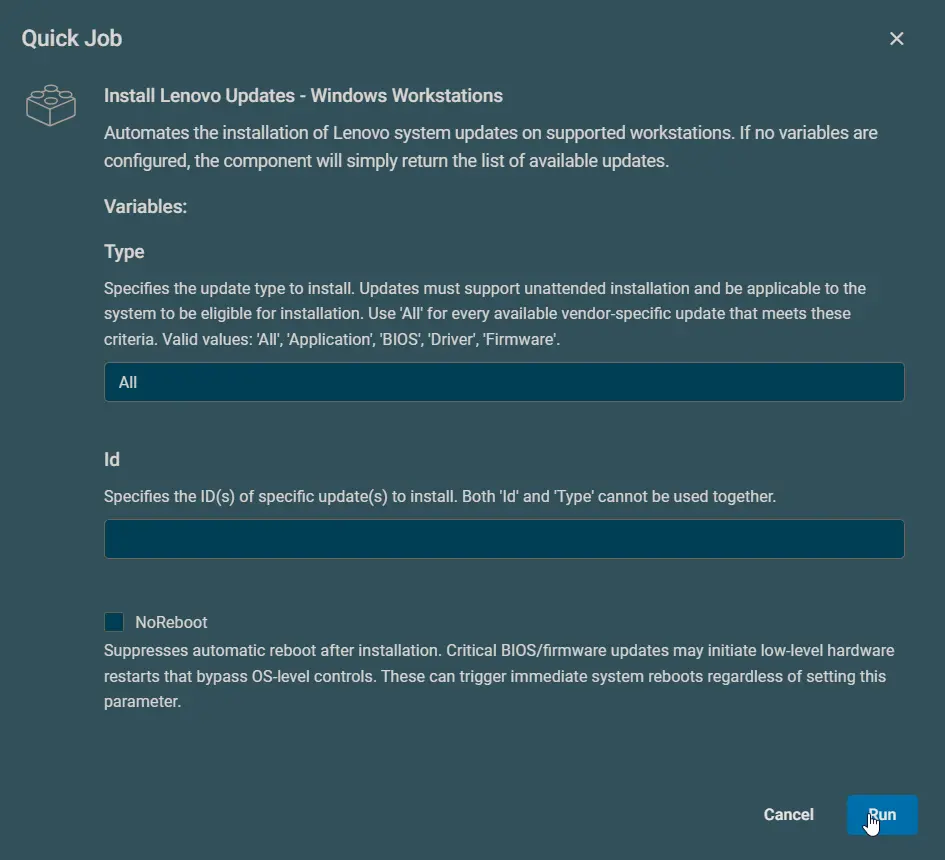 Quick Job
Install Lenovo Updates - Windows Workstations
Automates the installation of Lenovo system updates on supported workstations. If no variables are
configured, the component will simply return the list of available updates.
Variables:
Type
Specifies the update type to install. Updates must support unattended installation and be applicable to the
system to be eligible for installation. Use 'All' for every available vendor-specific update that meets these
criteria. Valid values: 'All', 'Application', 'BIOS', 'Driver', 'Firmware'.
All
Id
Specifies the ID(s) of specific update(s) to install. Both 'Id' and 'Type' cannot be used together.
NoReboot
Suppresses automatic reboot after installation. Critical BIOS/firmware updates may initiate low-level hardware
restarts that bypass OS-level controls. These can trigger immediate system reboots regardless of setting this
parameter.
Cancel
Run